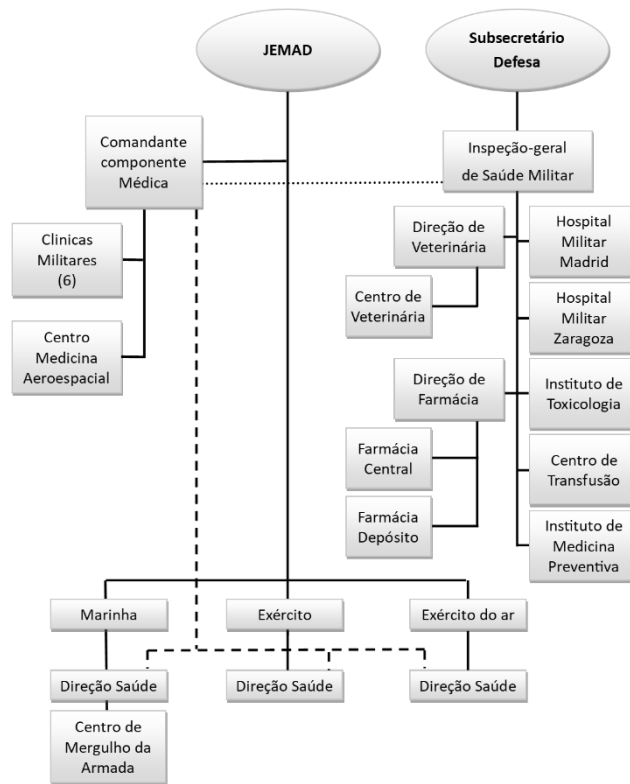 JEMAD
Subsecretário
Defesa
Comandante
componente
Médica
Inspeção-geral
de Saúde Militar
Clinicas
Militares
(6)
Direção de
Veterinária
Hospital
Militar
Madrid
Centro
Medicina
Aeroespacial
Centro de
Veterinária
Hospital
Militar
Zaragoza
Direção de
Farmácia
Instituto de
Toxicologia
Farmácia
Central
Centro de
Transfusão
Farmácia
Depósito
Instituto de
Medicina
Preventiva
Marinha
Exército
Exército do ar
Direção Saúde
Direção Saúde
Direção Saúde
Centro de
Mergulho da
Armada